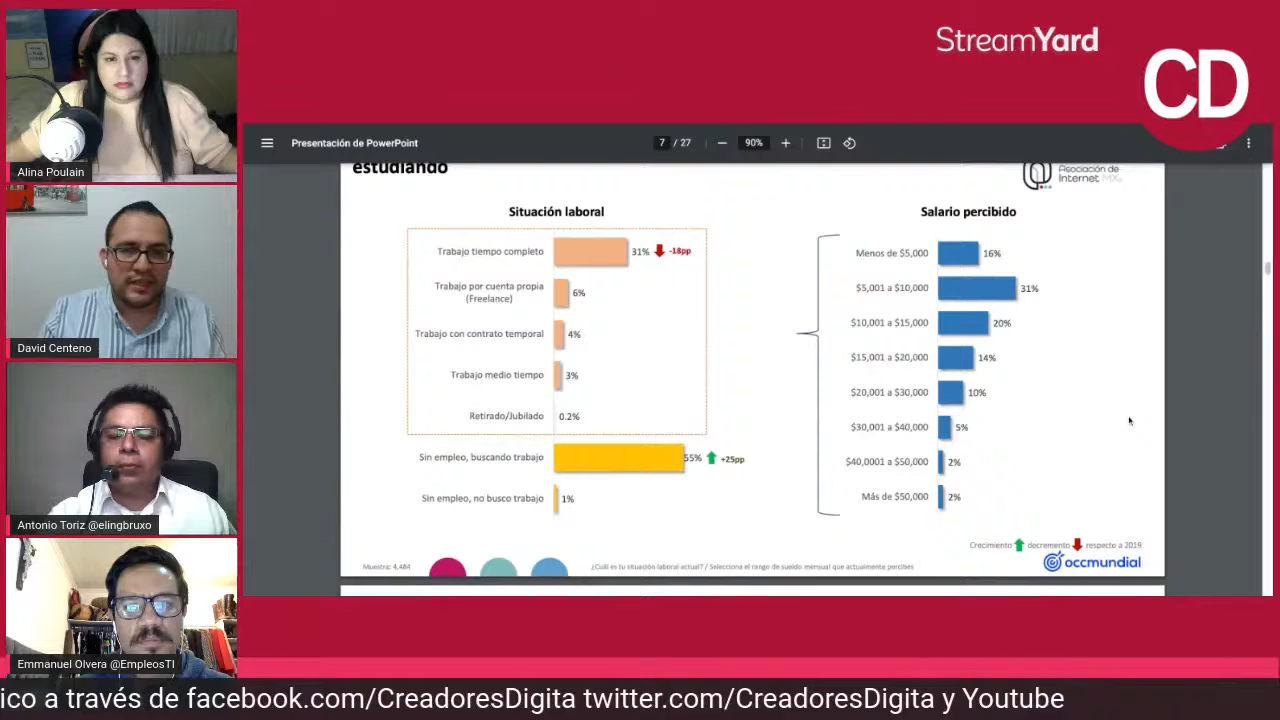 StreamYard
CD
Alina Poulain
David Centeno
Antonio Toriz @elingbruxo
Emmanuel Olvera @EmpleosTI
Presentación de PowerPoint
7 / 27
90%
estudiando
Asociación de
Internet MX
Situación laboral
Trabajo tiempo completo 31% -18pp
Trabajo por cuenta propia
(Freelance) 6%
Trabajo con contrato temporal 4%
Trabajo medio tiempo 3%
Retirado/Jubilado 0.2%
Sin empleo, buscando trabajo 55% +25pp
Sin empleo, no busco trabajo 1%
Salario percibido
Menos de $5,000 16%
$5,001 a $10,000 31%
$10,001 a $15,000 20%
$15,001 a $20,000 14%
$20,001 a $30,000 10%
$30,001 a $40,000 5%
$40,0001 a $50,000 2%
Más de $50,000 2%
Crecimiento decremento respecto a 2019
occmundial
Muestra: 4,484
¿Cuál es tu situación laboral actual? / Selecciona el rango de sueldo mensual que actualmente percibes
ico a través de facebook.com/CreadoresDigita twitter.com/CreadoresDigita y Youtube